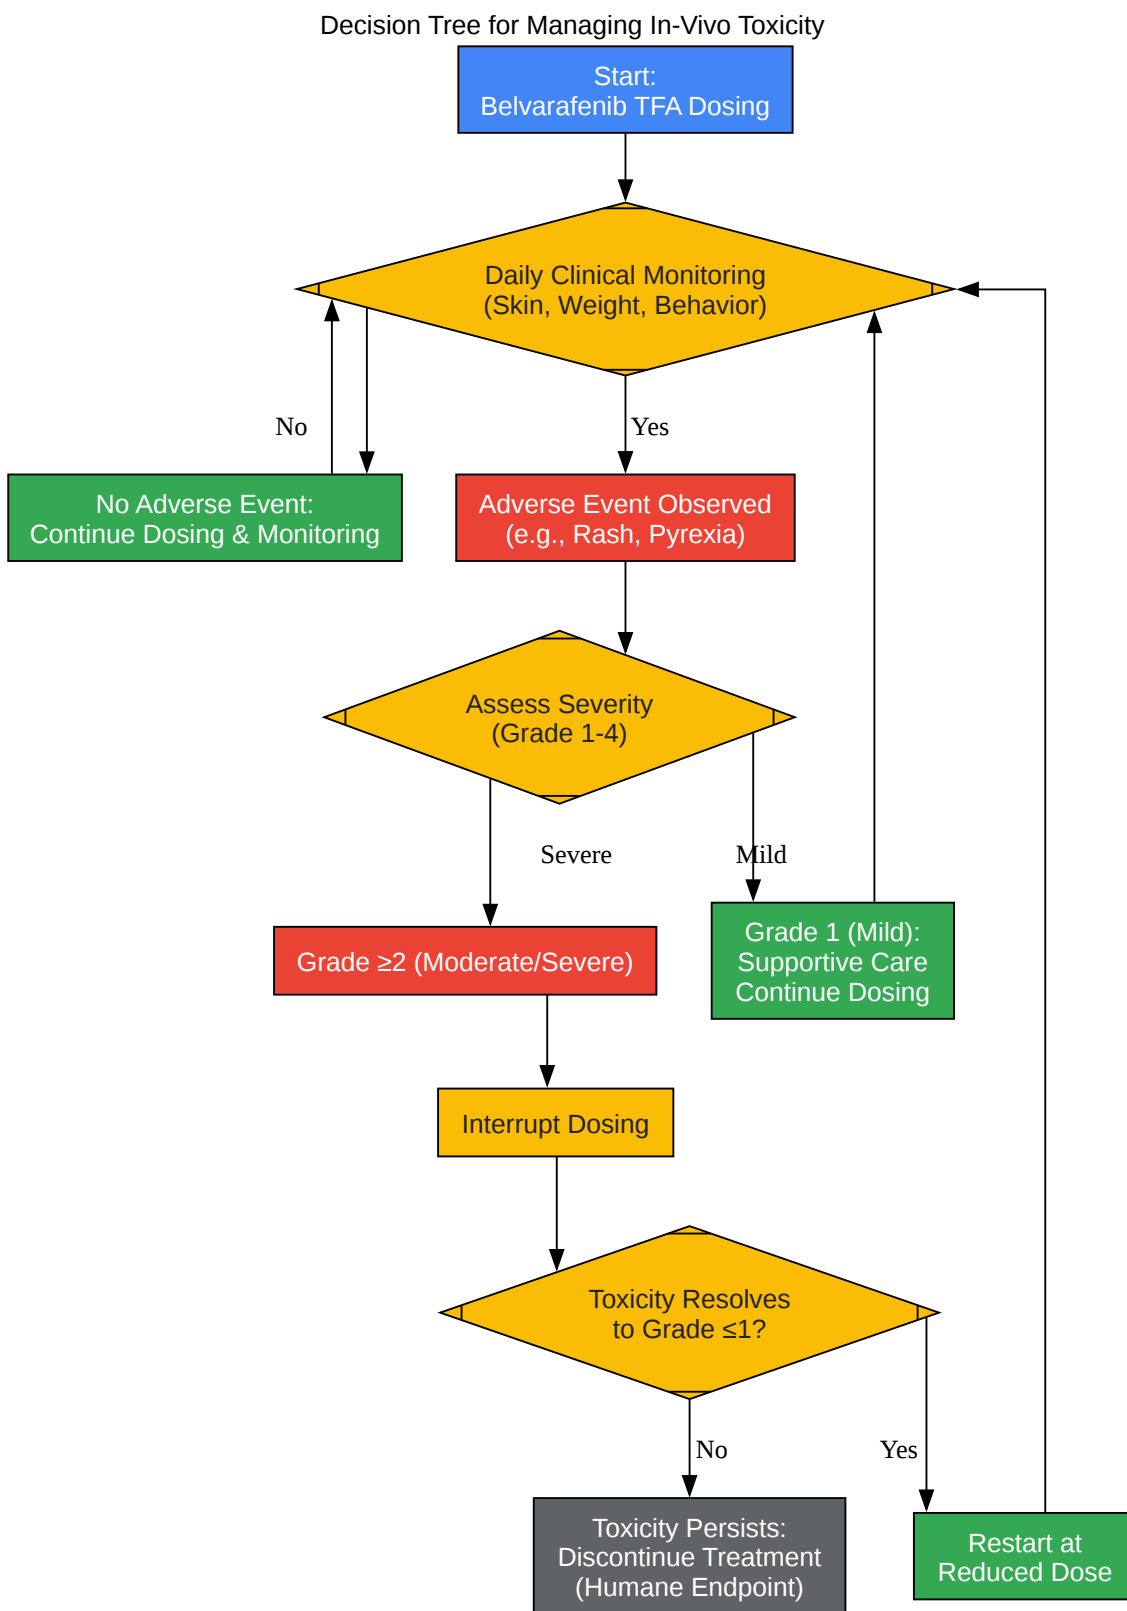 Decision Tree for Managing In-Vivo Toxicity
Start:
Belvarafenib TFA Dosing
Daily Clinical Monitoring
(Skin, Weight, Behavior)
No
Yes
No Adverse Event:
Continue Dosing & Monitoring
Adverse Event Observed
(e.g., Rash, Pyrexia)
Assess Severity
(Grade 1-4)
Severe
Mild
Grade ≥2 (Moderate/Severe)
Grade 1 (Mild):
Supportive Care
Continue Dosing
Interrupt Dosing
Toxicity Resolves
to Grade ≤1?
No
Yes
Toxicity Persists:
Discontinue Treatment
(Humane Endpoint)
Restart at
Reduced Dose